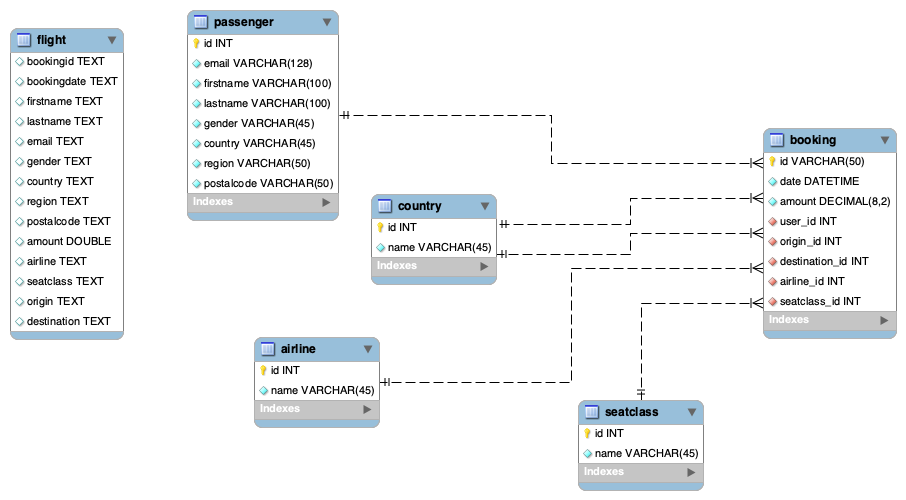 flight
bookingid TEXT
bookingdate TEXT
firstname TEXT
lastname TEXT
email TEXT
gender TEXT
country TEXT
region TEXT
postalcode TEXT
amount DOUBLE
airline TEXT
seatclass TEXT
origin TEXT
destination TEXT
passenger
id INT
email VARCHAR(128)
firstname VARCHAR(100)
lastname VARCHAR(100)
gender VARCHAR(45)
country VARCHAR(45)
region VARCHAR(50)
postalcode VARCHAR(50)
Indexes
country
id INT
name VARCHAR(45)
Indexes
airline
id INT
name VARCHAR(45)
Indexes
seatclass
id INT
name VARCHAR(45)
Indexes
booking
id VARCHAR(50)
date DATETIME
amount DECIMAL(8,2)
user_id INT
origin_id INT
destination_id INT
airline_id INT
seatclass_id INT
Indexes